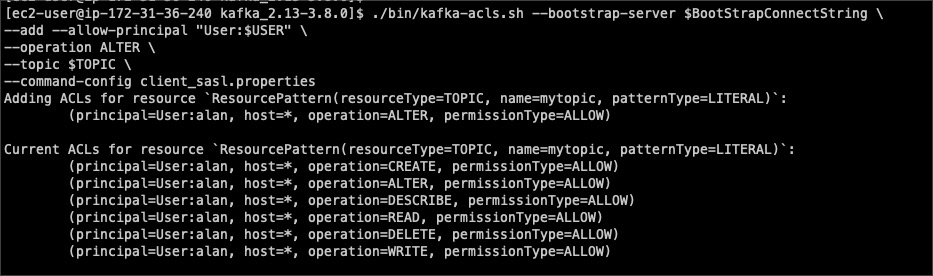 [ec2-user@ip-172-31-36-240 kafka_2.13-3.8.0]$ ./bin/kafka-acls.sh --bootstrap-server $BootStrapConnectString \
--add --allow-principal "User:$USER" \
--operation ALTER \
--topic $TOPIC \
--command-config client_sasl.properties
Adding ACLs for resource `ResourcePattern(resourceType=TOPIC, name=mytopic, patternType=LITERAL)`:
        (principal=User:alan, host=*, operation=ALTER, permissionType=ALLOW)

Current ACLs for resource `ResourcePattern(resourceType=TOPIC, name=mytopic, patternType=LITERAL)`:
        (principal=User:alan, host=*, operation=CREATE, permissionType=ALLOW)
        (principal=User:alan, host=*, operation=ALTER, permissionType=ALLOW)
        (principal=User:alan, host=*, operation=DESCRIBE, permissionType=ALLOW)
        (principal=User:alan, host=*, operation=READ, permissionType=ALLOW)
        (principal=User:alan, host=*, operation=DELETE, permissionType=ALLOW)
        (principal=User:alan, host=*, operation=WRITE, permissionType=ALLOW)